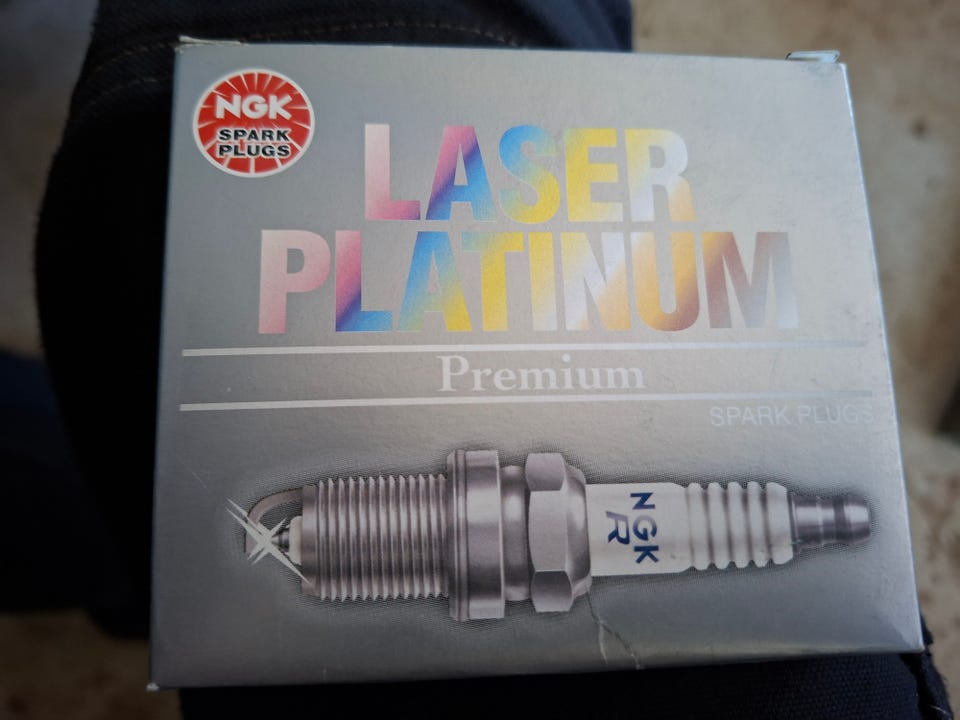 NGK
SPARK
PLUGS
LASER
PLATINUM
Premium
SPARK PLUGS
NGK
R